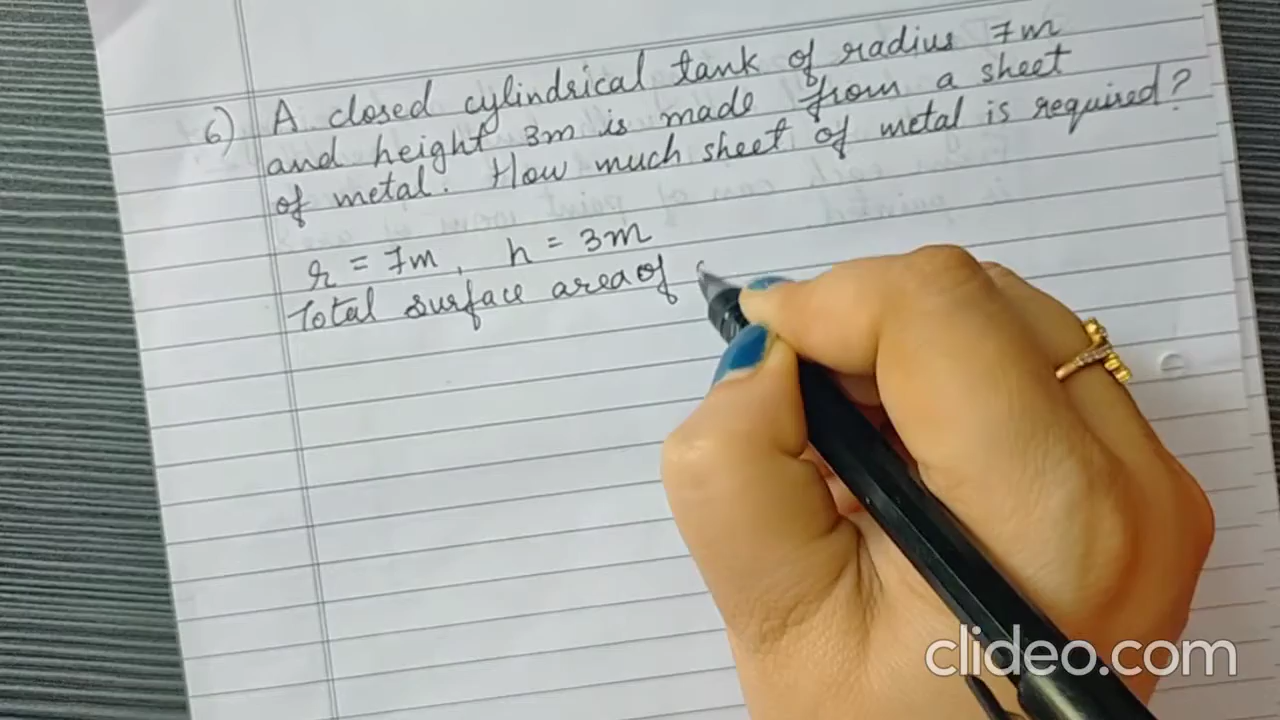 6) A closed cylindrical tank of radius 7m
and height 3m is made from a sheet
of metal. How much sheet of metal is required?
r = 7m, h = 3m
Total surface area of
clideo.com